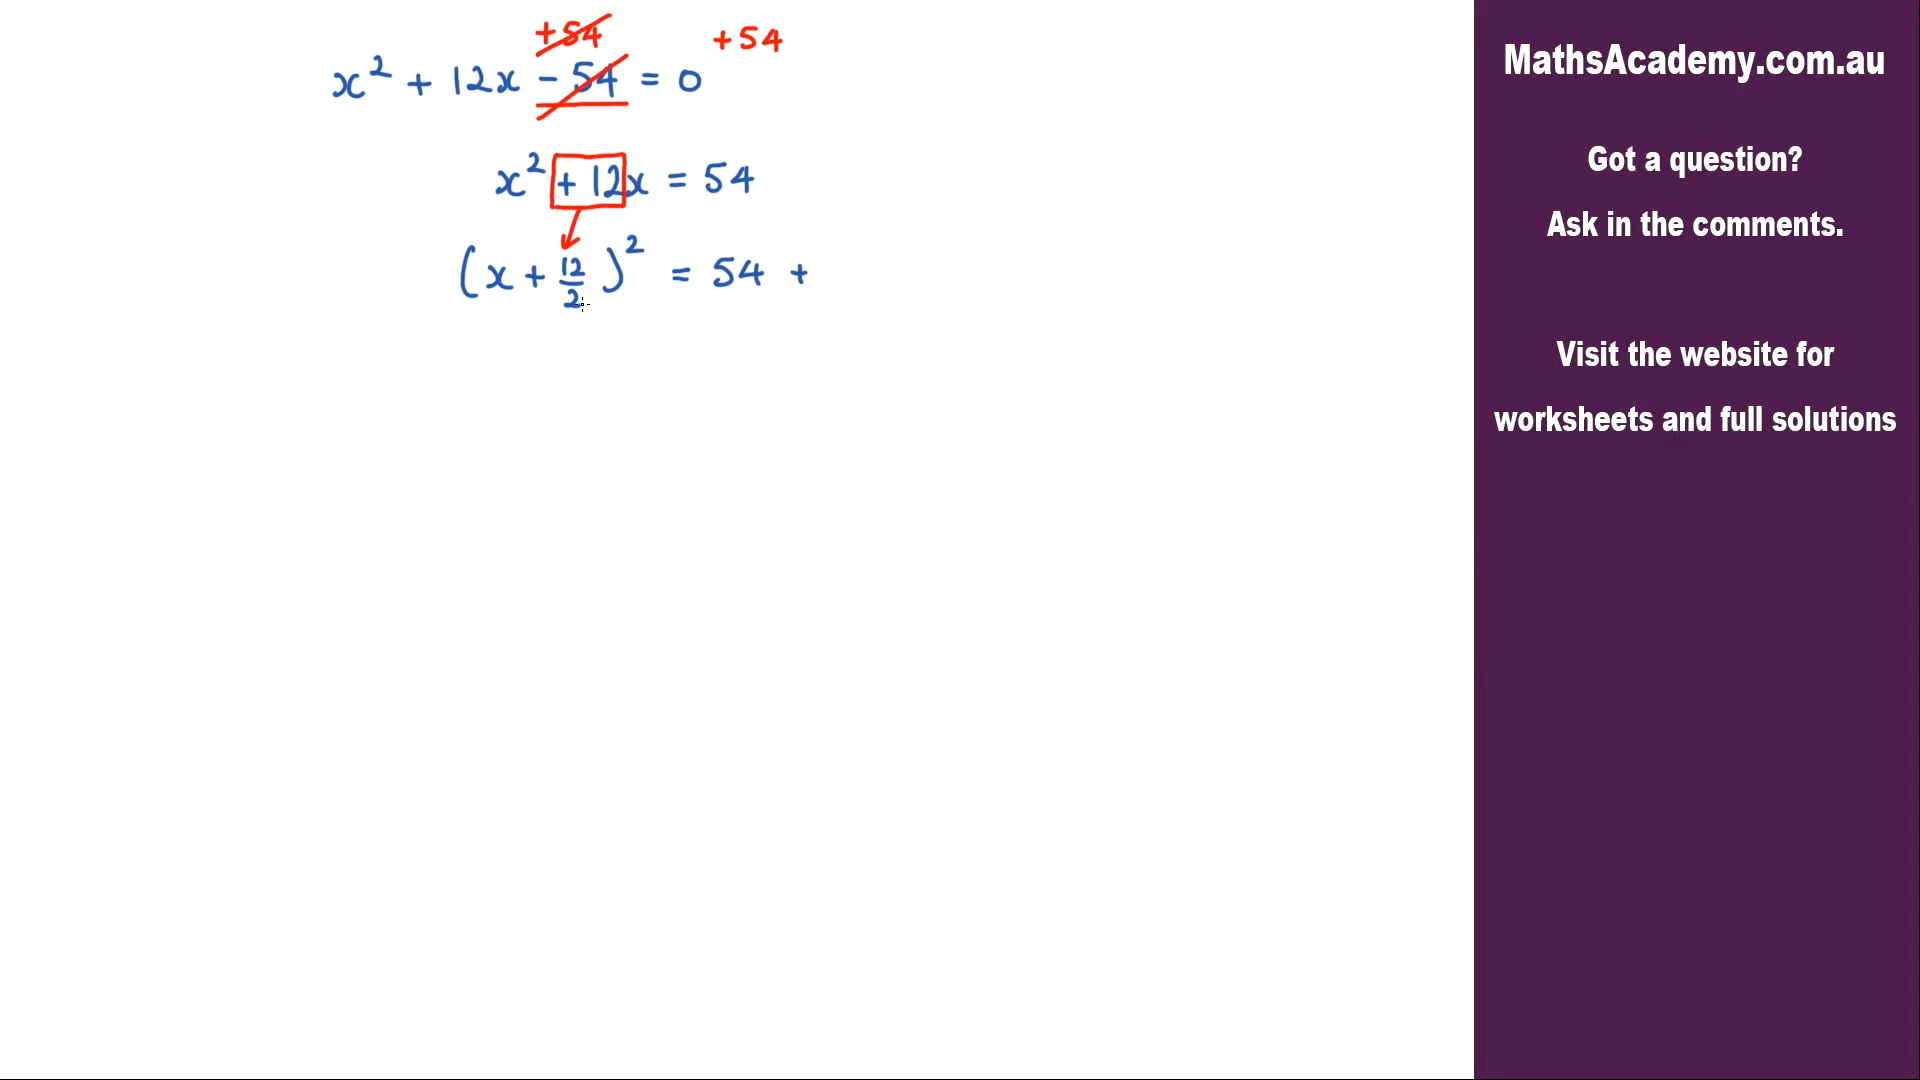 +54 +54
x² + 12x - 54 = 0
x² + 12x = 54
(x + 12/2)² = 54 +
MathsAcademy.com.au
Got a question?
Ask in the comments.
Visit the website for
worksheets and full solutions